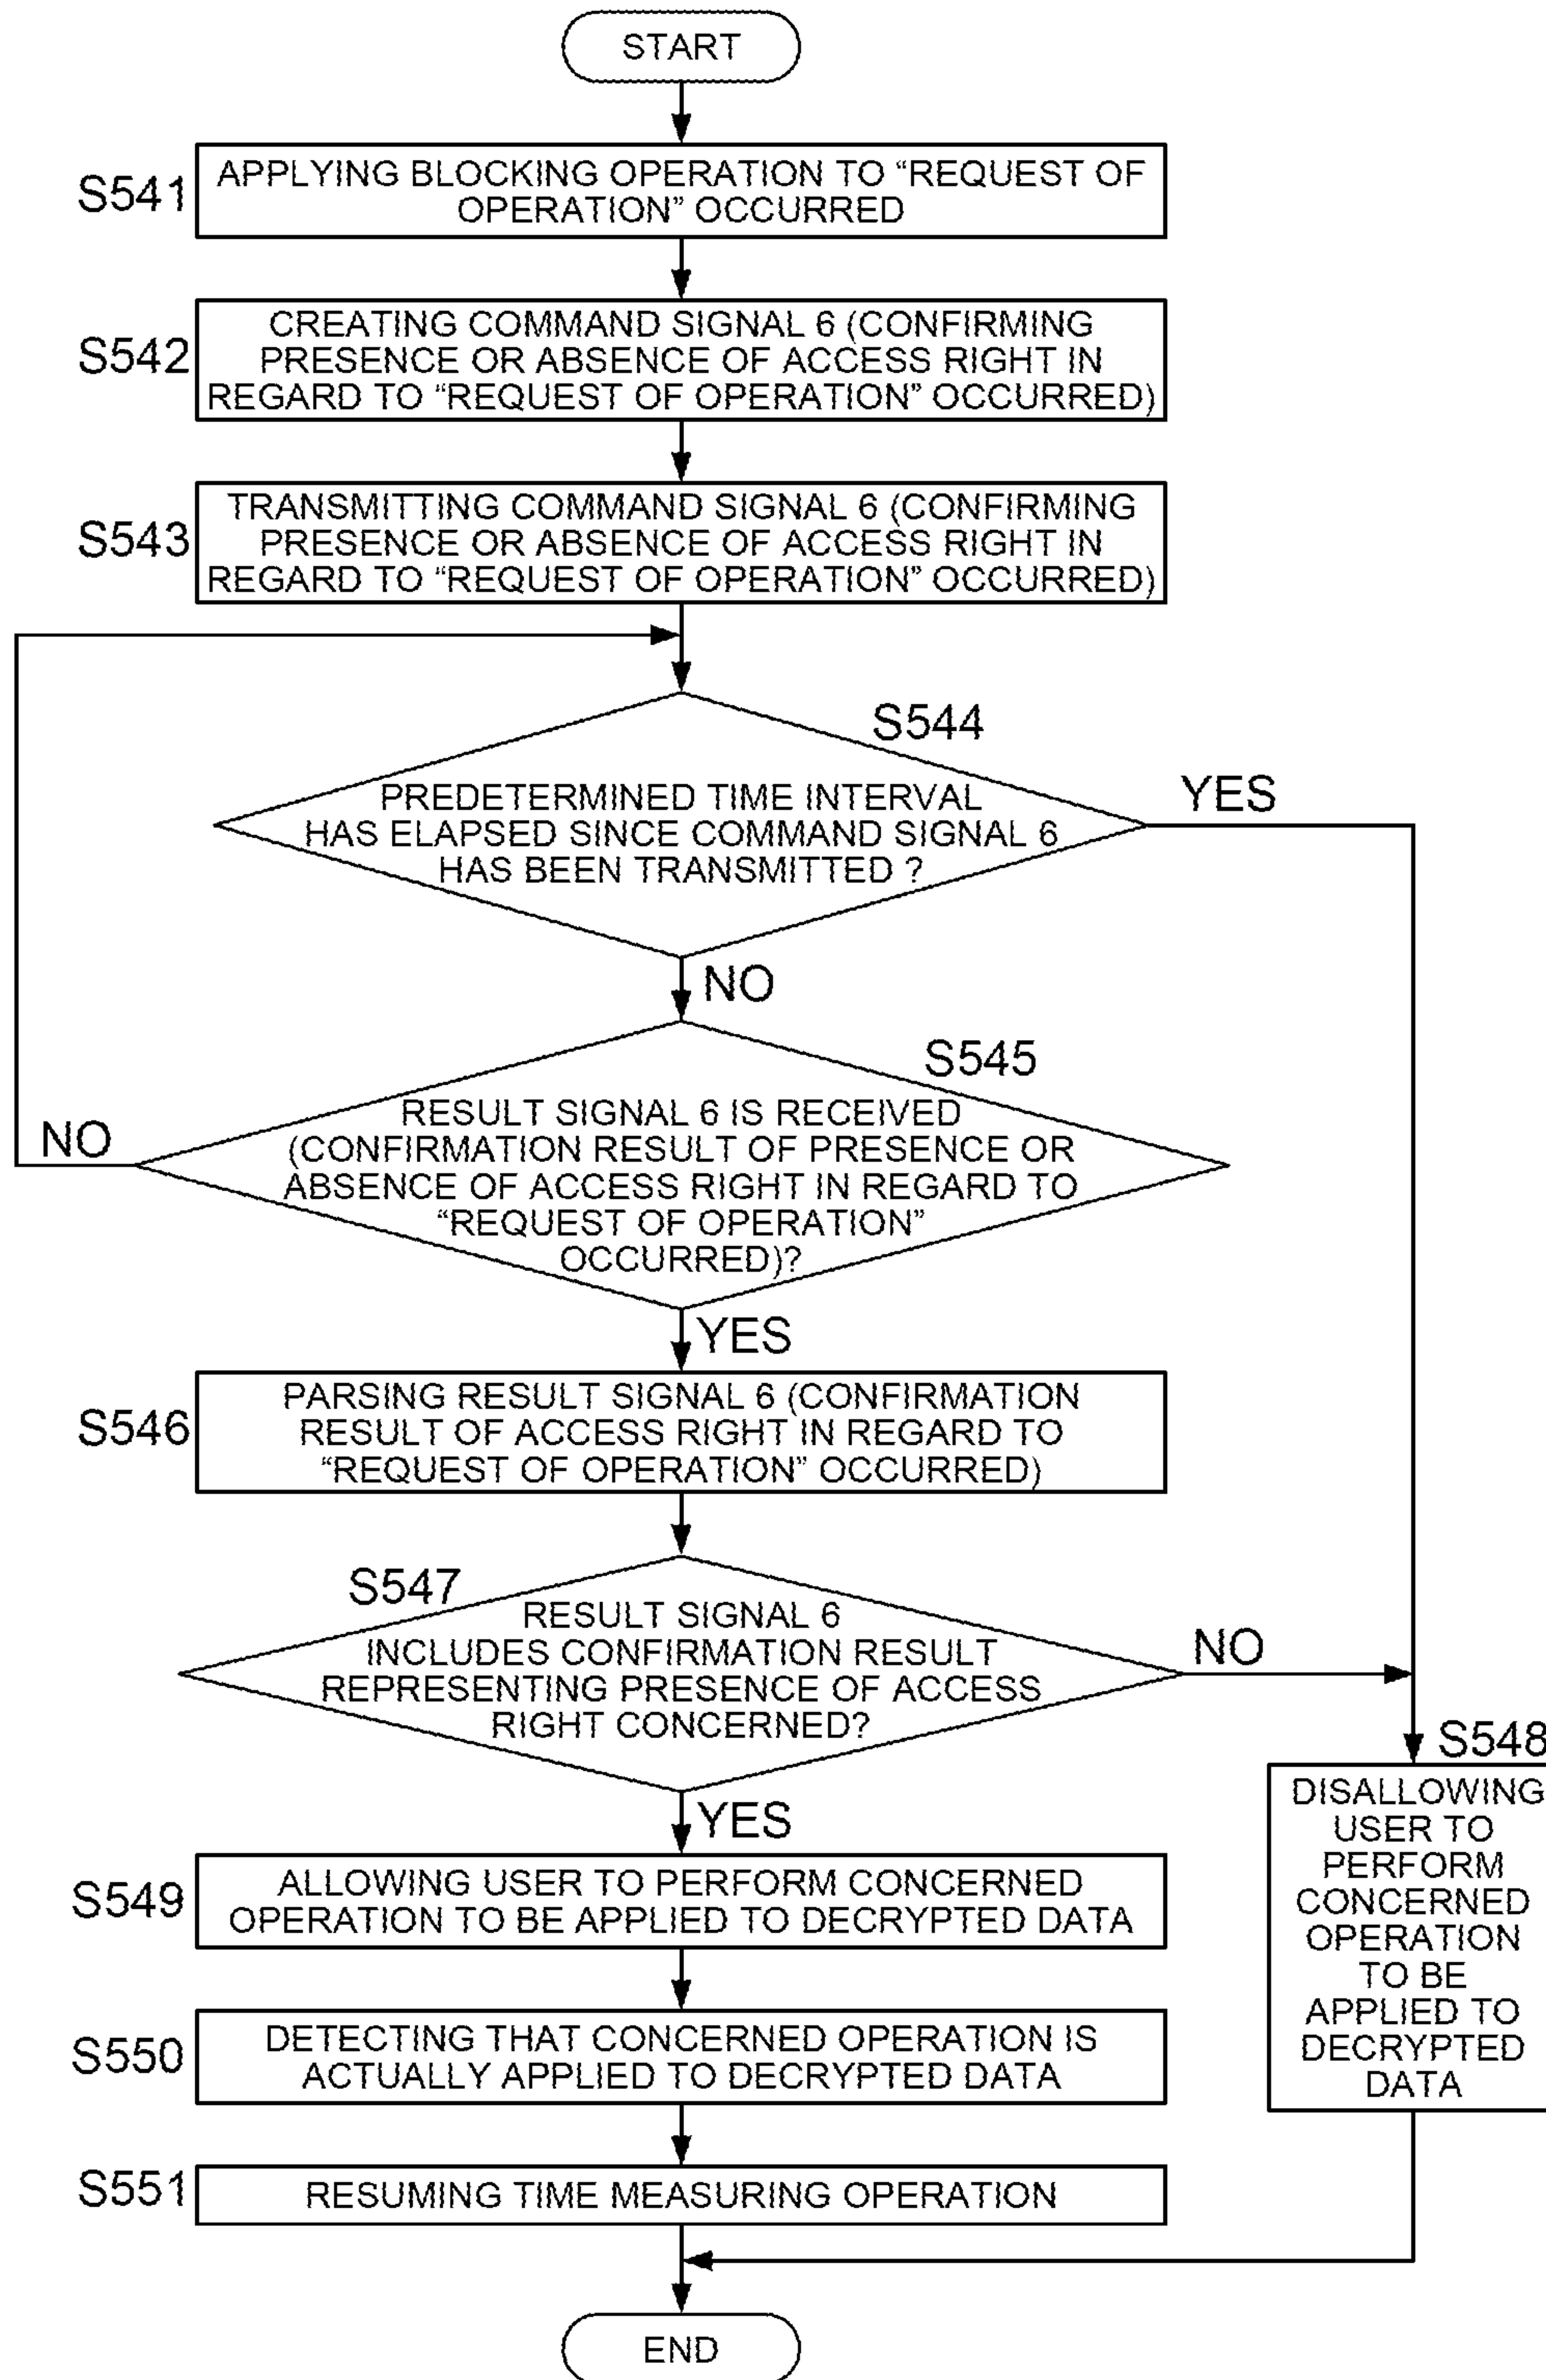 START
S541
APPLYING BLOCKING OPERATION TO “REQUEST OF
OPERATION” OCCURRED
S542
CREATING COMMAND SIGNAL 6 (CONFIRMING
PRESENCE OR ABSENCE OF ACCESS RIGHT IN
REGARD TO “REQUEST OF OPERATION” OCCURRED)
S543
TRANSMITTING COMMAND SIGNAL 6 (CONFIRMING
PRESENCE OR ABSENCE OF ACCESS RIGHT IN
REGARD TO “REQUEST OF OPERATION” OCCURRED)
S544
PREDETERMINED TIME INTERVAL
HAS ELAPSED SINCE COMMAND SIGNAL 6
HAS BEEN TRANSMITTED ?
YES
NO
S545
RESULT SIGNAL 6 IS RECEIVED
(CONFIRMATION RESULT OF PRESENCE OR
ABSENCE OF ACCESS RIGHT IN REGARD TO
“REQUEST OF OPERATION”
OCCURRED)?
NO
YES
S546
PARSING RESULT SIGNAL 6 (CONFIRMATION
RESULT OF ACCESS RIGHT IN REGARD TO
“REQUEST OF OPERATION” OCCURRED)
S547
RESULT SIGNAL 6
INCLUDES CONFIRMATION RESULT
REPRESENTING PRESENCE OF ACCESS
RIGHT CONCERNED?
NO
YES
S548
DISALLOWING
USER TO
PERFORM
CONCERNED
OPERATION
TO BE
APPLIED TO
DECRYPTED
DATA
S549
ALLOWING USER TO PERFORM CONCERNED
OPERATION TO BE APPLIED TO DECRYPTED DATA
S550
DETECTING THAT CONCERNED OPERATION IS
ACTUALLY APPLIED TO DECRYPTED DATA
S551
RESUMING TIME MEASURING OPERATION
END